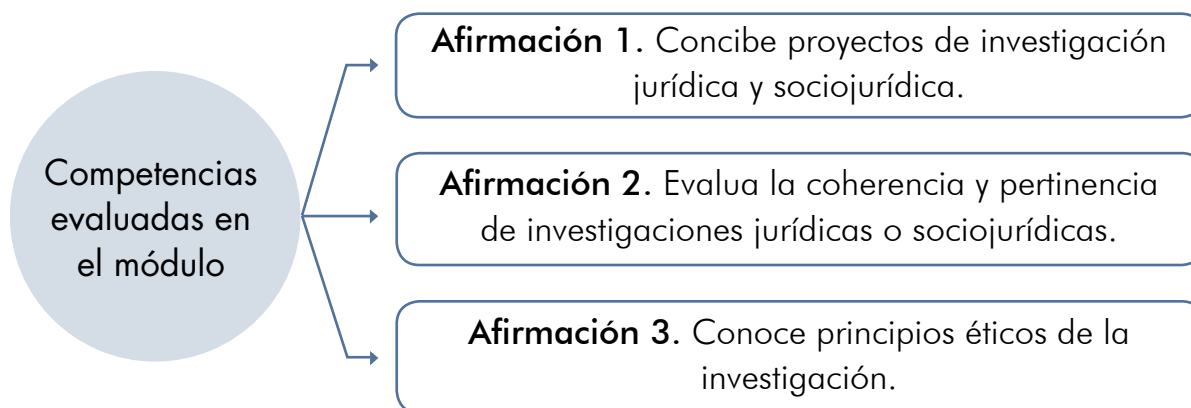 Competencias
evaluadas en
el módulo
Afirmación 1. Concibe proyectos de investigación
jurídica y sociojurídica.
Afirmación 2. Evalua la coherencia y pertinencia
de investigaciones jurídicas o sociojurídicas.
Afirmación 3. Conoce principios éticos de la
investigación.